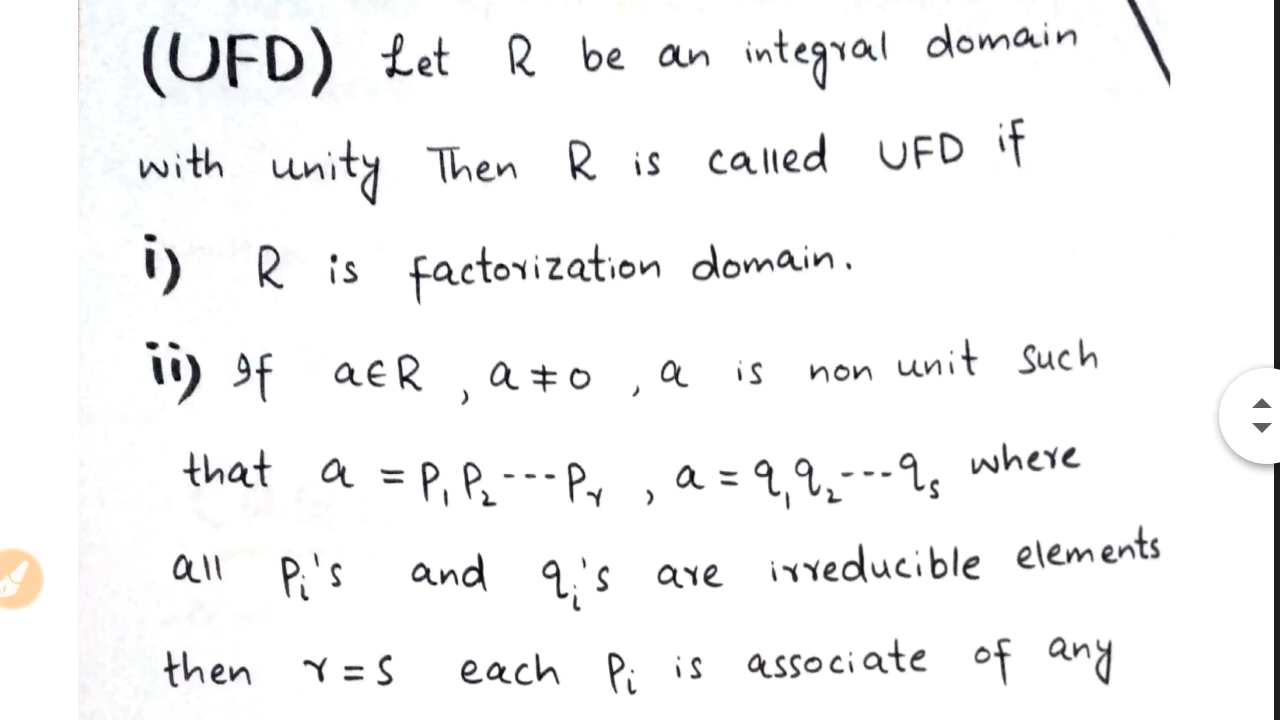 (UFD) Let R be an integral domain
with unity Then R is called UFD if
i) R is factorization domain.
ii) If a∈R , a ≠ 0 , a is non unit such
that a = P₁ P₂ --- Pᵣ , a = q₁ q₂ --- qₛ where
all Pᵢ's and qᵢ's are irreducible elements
then r = s each Pᵢ is associate of any